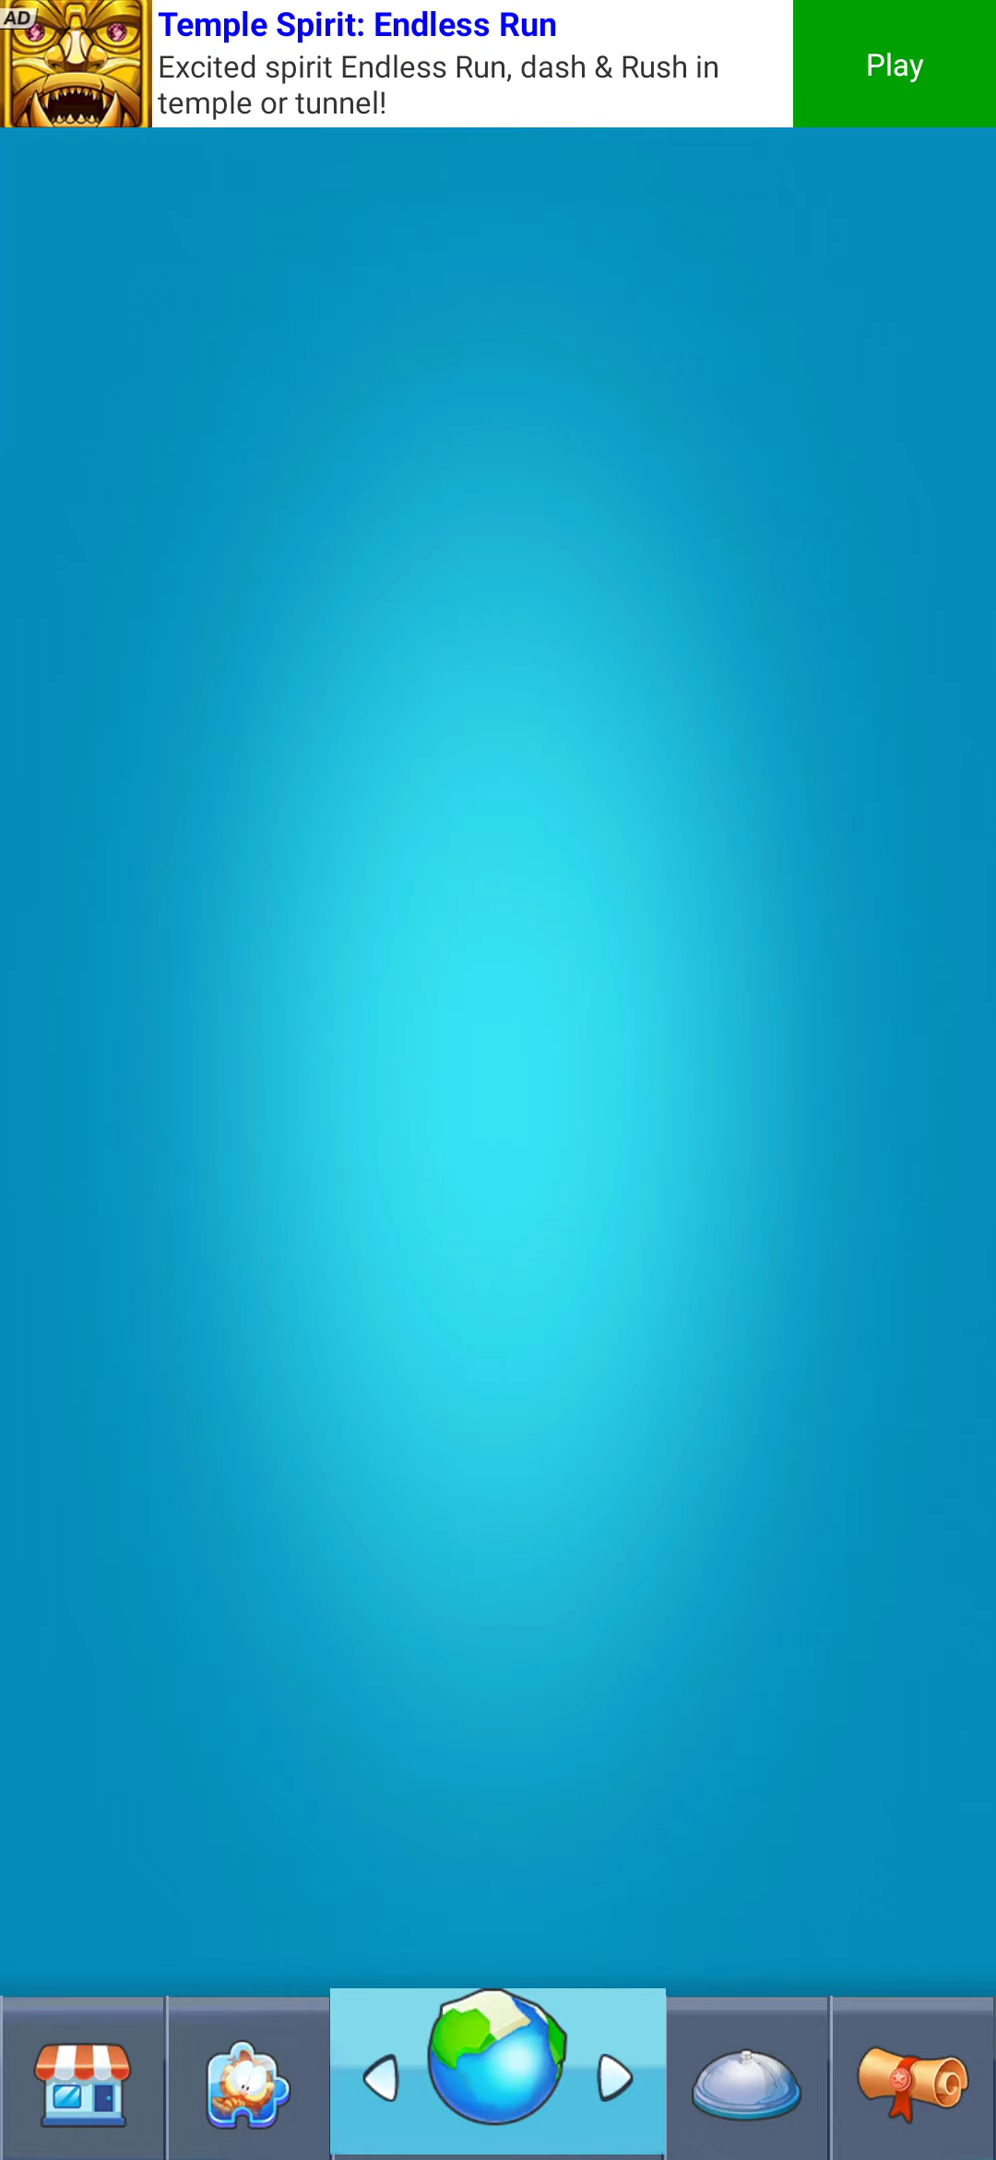 AD
Temple Spirit: Endless Run
Excited spirit Endless Run, dash & Rush in
temple or tunnel!
Play